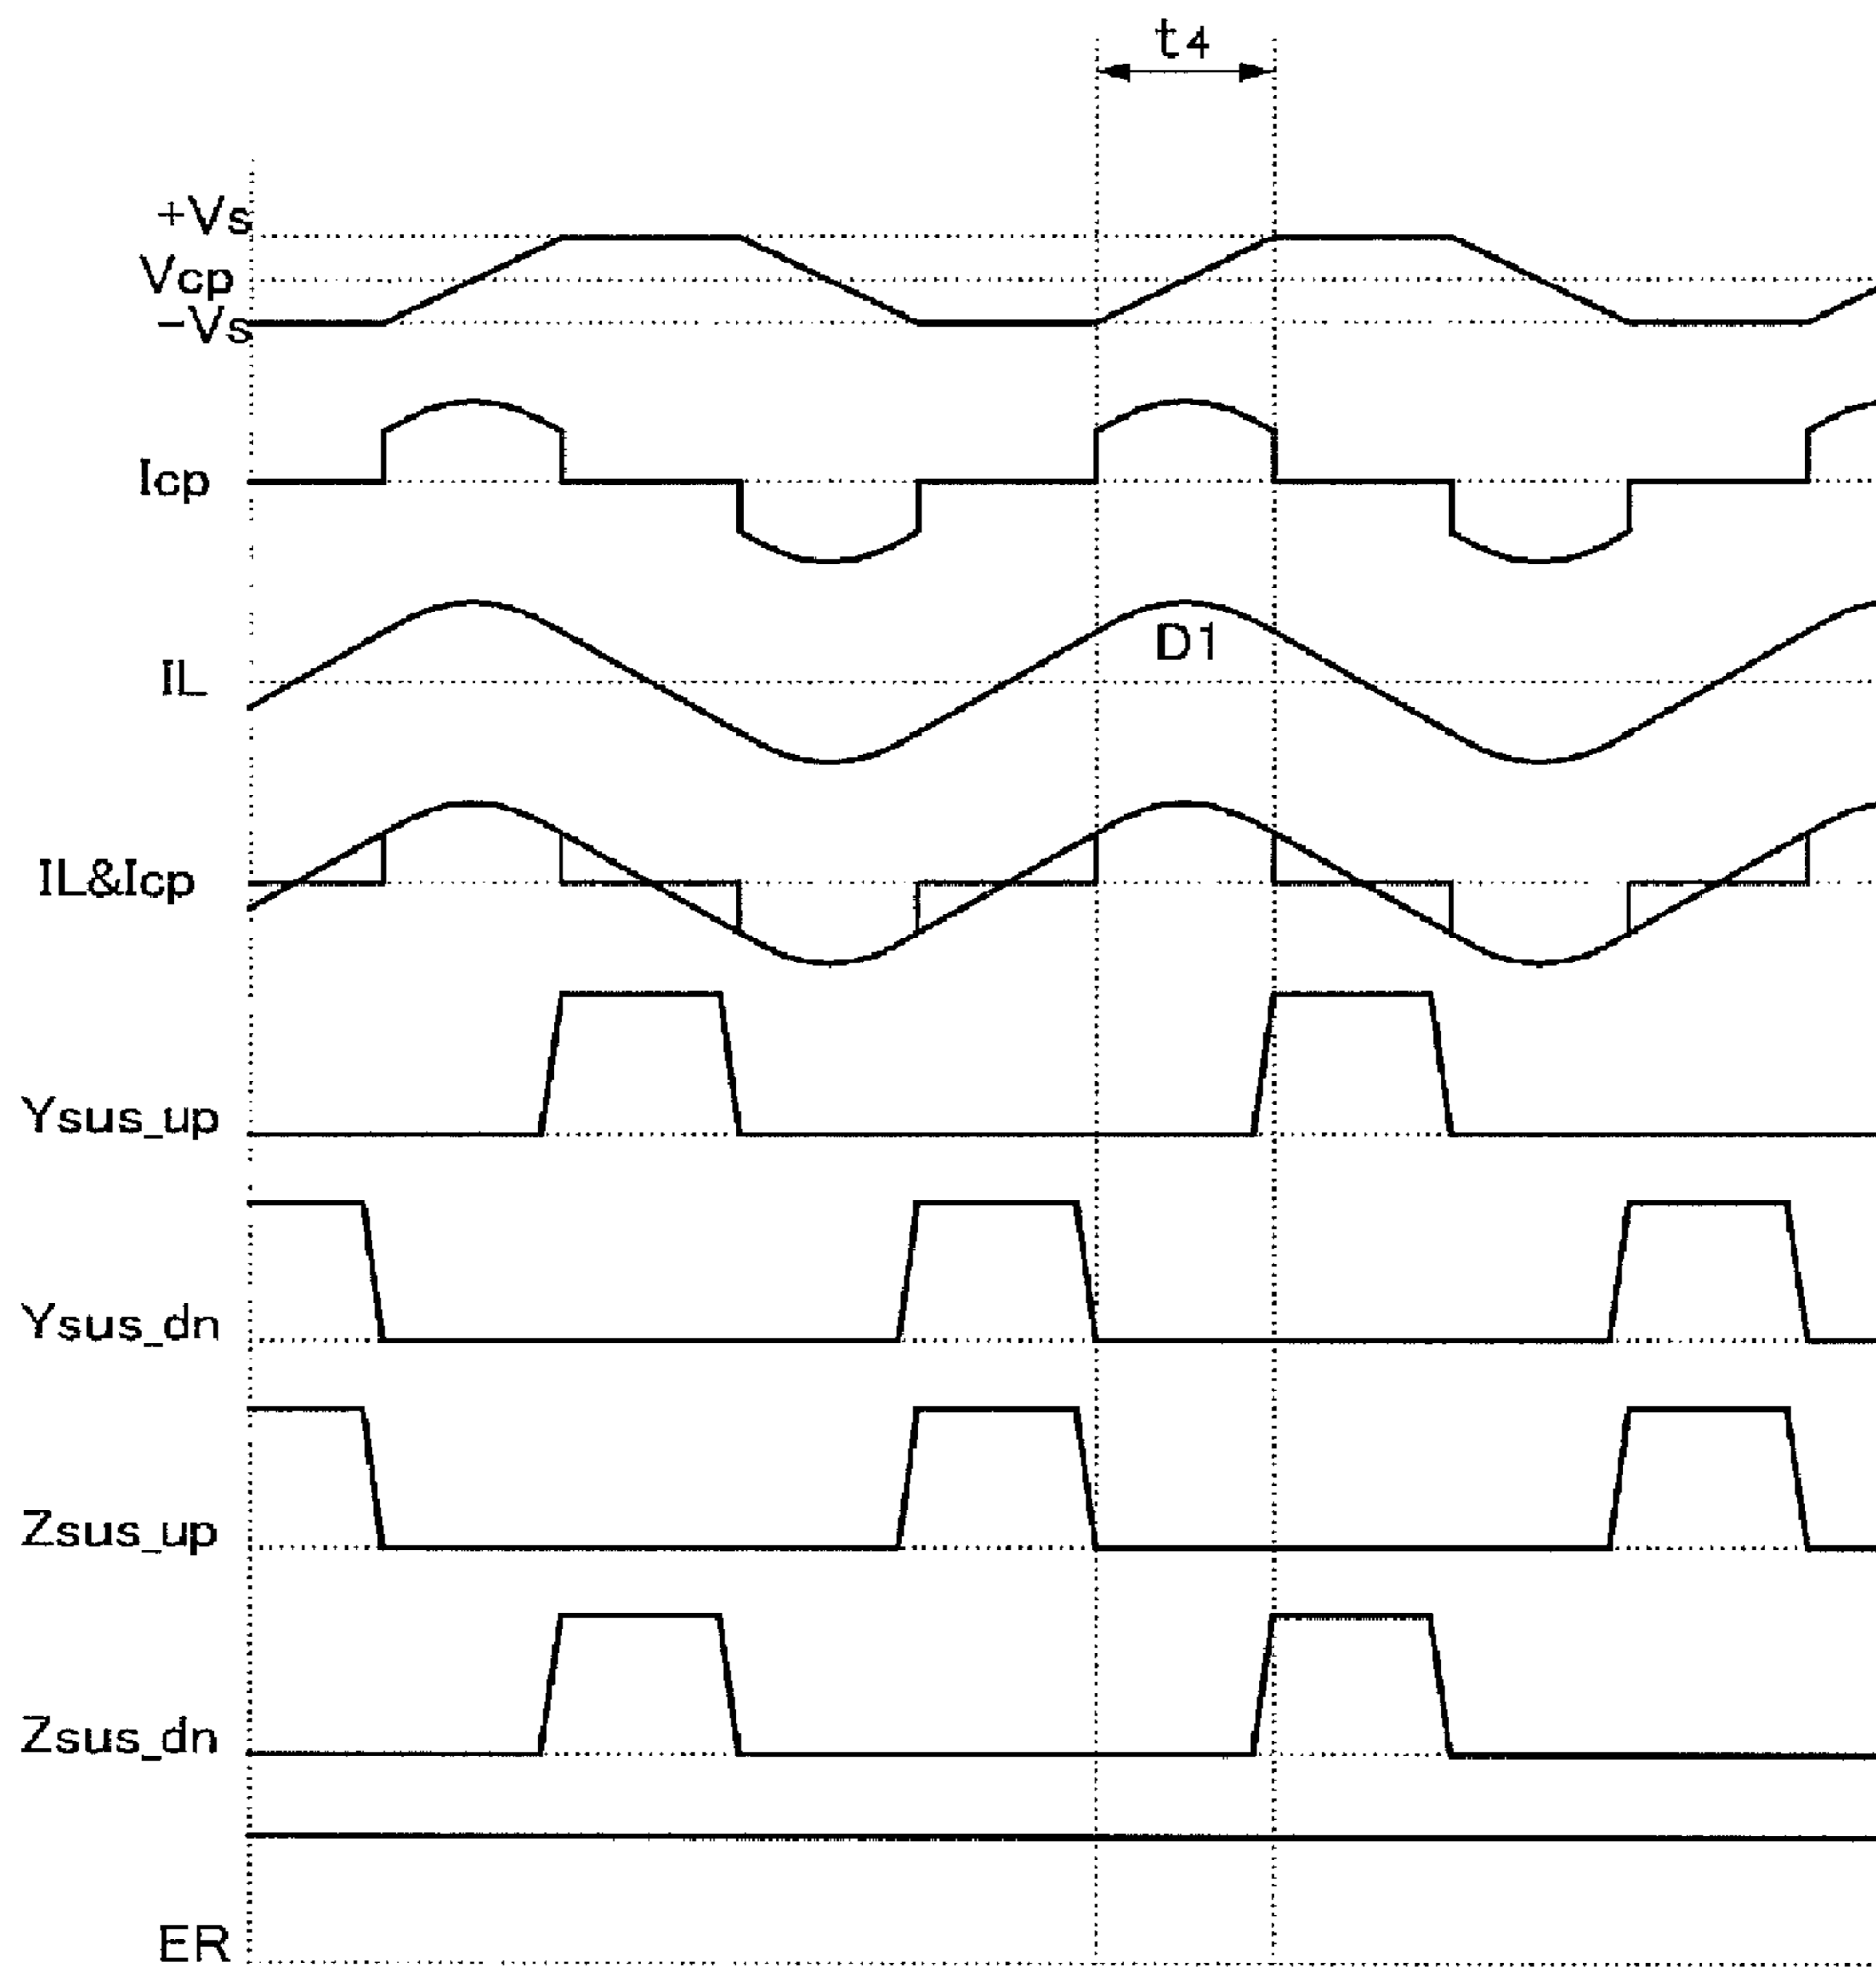 t4
+Vs
Vcp
-Vs
Icp
IL
D1
IL&Icp
Ysus_up
Ysus_dn
Zsus_up
Zsus_dn
ER